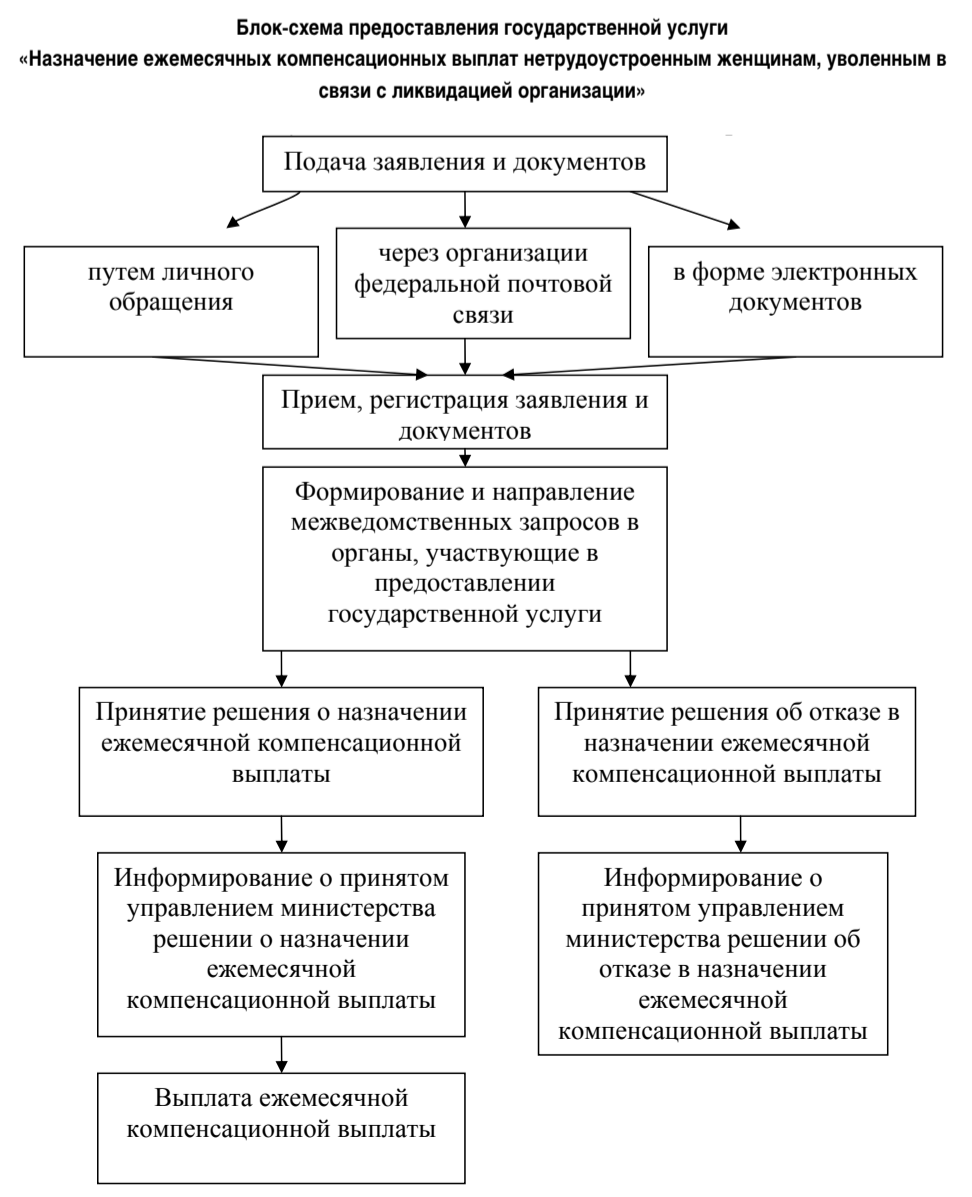 Блок-схема предоставления государственной услуги
«Назначение ежемесячных компенсационных выплат нетрудоустроенным женщинам, уволенным в
связи с ликвидацией организации»
Подача заявления и документов
путем личного
обращения
через организации
федеральной почтовой
связи
в форме электронных
документов
Прием, регистрация заявления и
документов
Формирование и направление
межведомственных запросов в
органы, участвующие в
предоставлении
государственной услуги
Принятие решения о назначении
ежемесячной компенсационной
выплаты
Принятие решения об отказе в
назначении ежемесячной
компенсационной выплаты
Информирование о принятом
управлением министерства
решении о назначении
ежемесячной
компенсационной выплаты
Информирование о
принятом управлением
министерства решении об
отказе в назначении
ежемесячной
компенсационной выплаты
Выплата ежемесячной
компенсационной выплаты